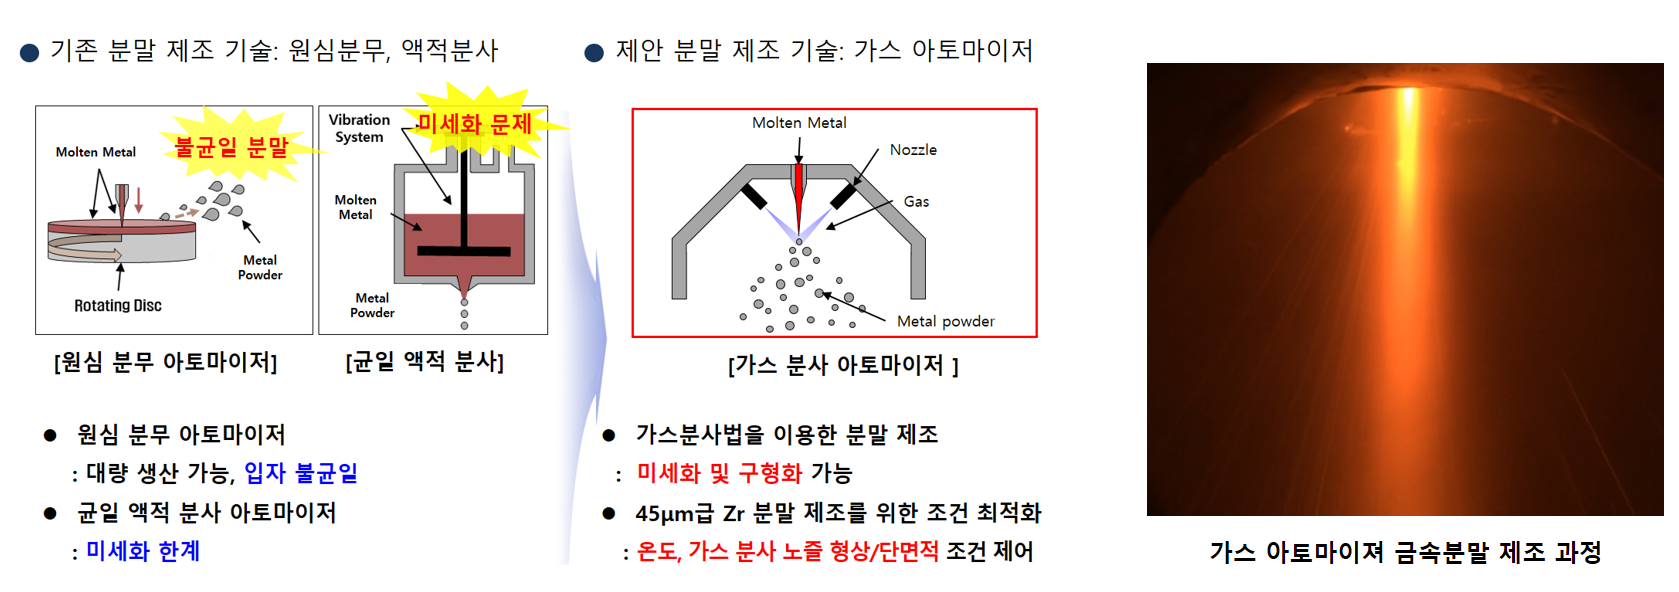 ● 기존 분말 제조 기술: 원심분무, 액적분사
불균일 분말
Molten Metal
Metal
Powder
Rotating Disc
[원심 분무 아토마이저]
미세화 문제
Vibration
System
Molten
Metal
Metal
Powder
[균일 액적 분사]
● 원심 분무 아토마이저
: 대량 생산 가능, 입자 불균일
● 균일 액적 분사 아토마이저
: 미세화 한계
● 제안 분말 제조 기술: 가스 아토마이저
Molten Metal
Nozzle
Gas
Metal powder
[가스 분사 아토마이저 ]
● 가스분사법을 이용한 분말 제조
: 미세화 및 구형화 가능
● 45μm급 Zr 분말 제조를 위한 조건 최적화
: 온도, 가스 분사 노즐 형상/단면적 조건 제어
가스 아토마이져 금속분말 제조 과정